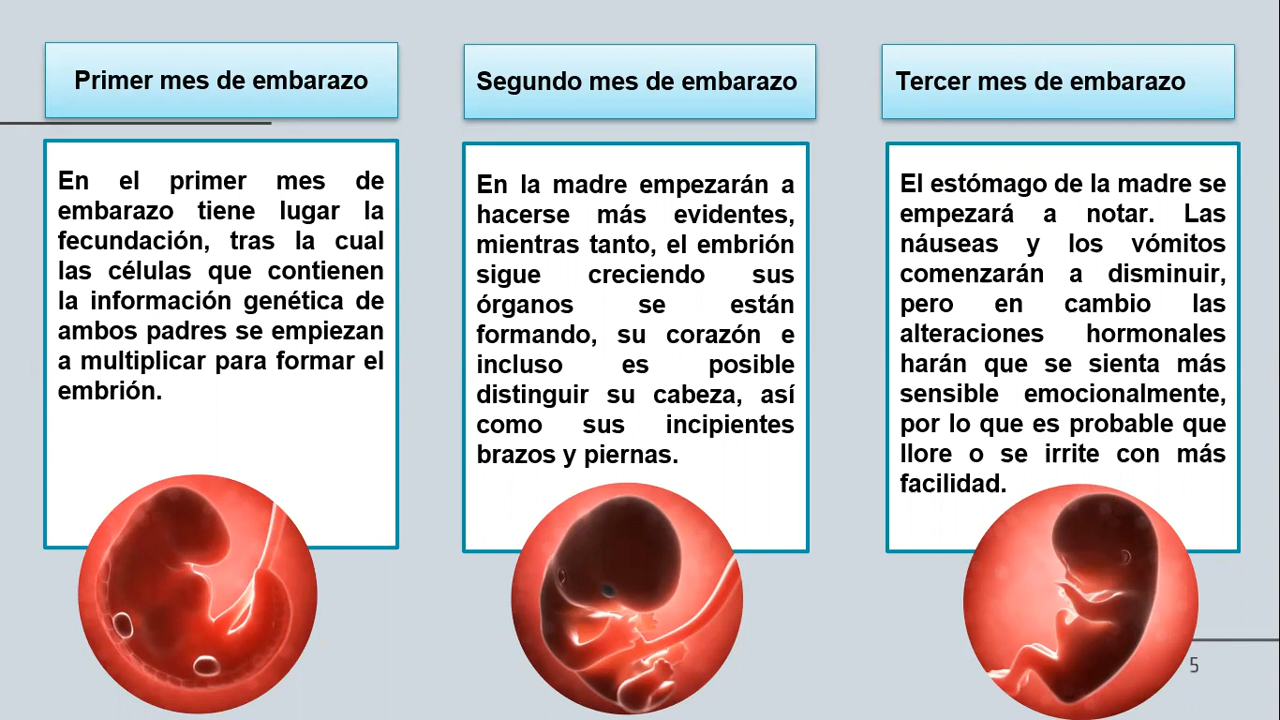 Primer mes de embarazo
En el primer mes de
embarazo tiene lugar la
fecundación, tras la cual
las células que contienen
la información genética de
ambos padres se empiezan
a multiplicar para formar el
embrión.
Segundo mes de embarazo
En la madre empezarán a
hacerse más evidentes,
mientras tanto, el embrión
sigue creciendo sus
órganos se están
formando, su corazón e
incluso es posible
distinguir su cabeza, así
como sus incipientes
brazos y piernas.
Tercer mes de embarazo
El estómago de la madre se
empezará a notar. Las
náuseas y los vómitos
comenzarán a disminuir,
pero en cambio las
alteraciones hormonales
harán que se sienta más
sensible emocionalmente,
por lo que es probable que
llore o se irrite con más
facilidad.
5